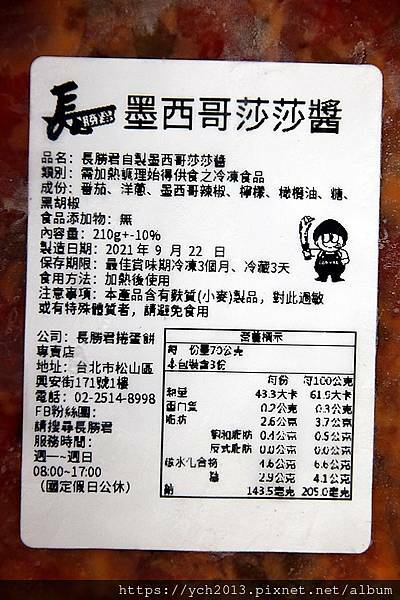 長
勝君
墨西哥莎莎醬
品名：長勝君自製墨西哥莎莎醬
類別：需加熱調理始得供食之冷凍食品
成份：番茄、洋蔥、墨西哥辣椒、檸檬、橄欖油、糖、
黑胡椒
食品添加物：無
內容量：210g+-10%
製造日期：2021年 9 月 22 日
保存期限：最佳賞味期冷凍3個月、冷藏3天
食用方法：加熱後使用
注意事項：本產品含有麩質(小麥)製品，對此過敏
或有特殊體質者，請避免食用
公司：長勝君捲蛋餅
專賣店
地址：台北市松山區
興安街171號1樓
電話：02-2514-8998
FB粉絲團：
請搜尋長勝君
服務時間：
週一~週日
08:00~17:00
（國定假日公休）
營養標示
每一份量70公克
本包裝含3份
每份 每100公克
熱量 43.3大卡 61.9大卡
蛋白質 0.2公克 0.3公克
脂肪 2.6公克 3.7公克
飽和脂肪 0.4公克 0.5公克
反式脂肪 0.0公克 0.0公克
碳水化合物 4.6公克 6.6公克
糖 2.9公克 4.1公克
鈉 143.5毫克 205.0毫克
https://ych2013.pixnet.net/album